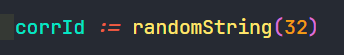 corrId := randomString(32)